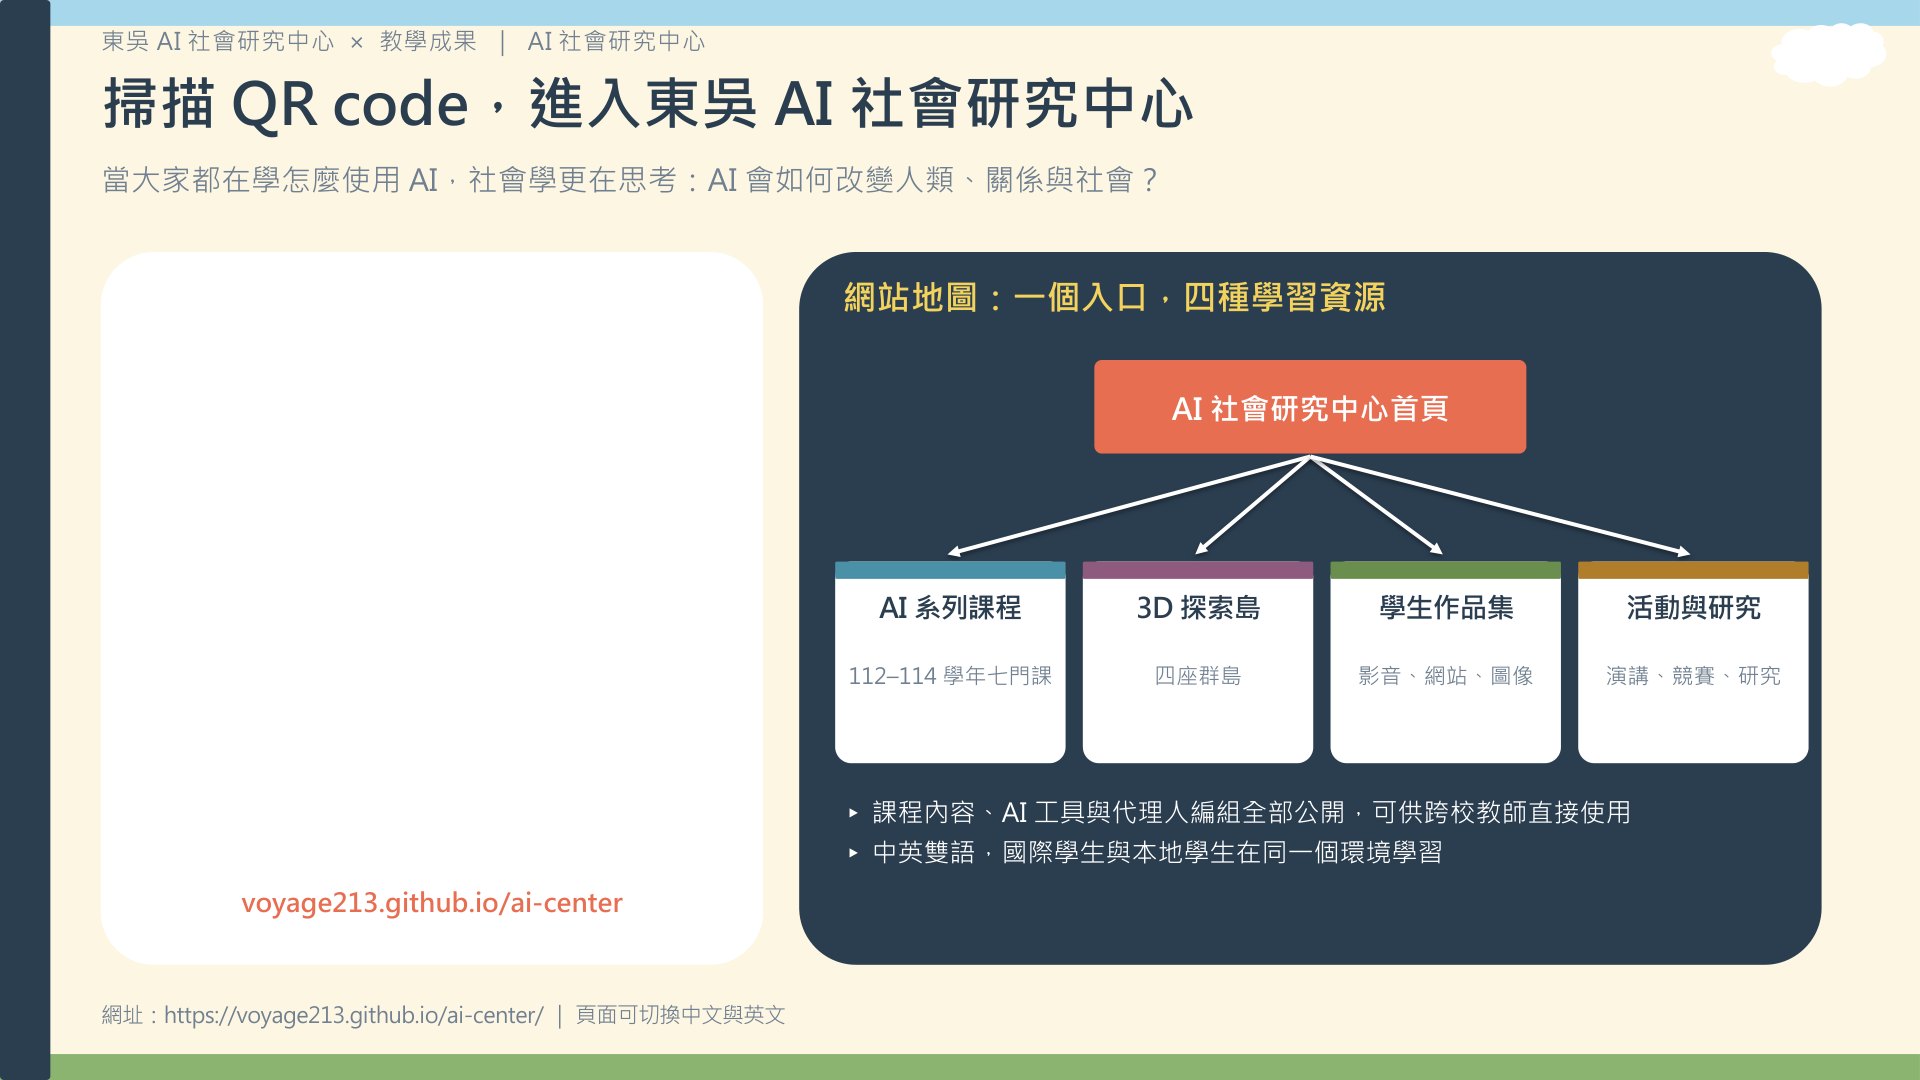 東吳 AI 社會研究中心 × 教學成果 ｜ AI 社會研究中心
掃描 QR code，進入東吳 AI 社會研究中心
當大家都在學怎麼使用 AI，社會學更在思考：AI 會如何改變人類、關係與社會？
voyage213.github.io/ai-center
網站地圖：一個入口，四種學習資源
AI 社會研究中心首頁
AI 系列課程
112–114 學年七門課
3D 探索島
四座群島
學生作品集
影音、網站、圖像
活動與研究
演講、競賽、研究
▸ 課程內容、AI 工具與代理人編組全部公開，可供跨校教師直接使用
▸ 中英雙語，國際學生與本地學生在同一個環境學習
網址：https://voyage213.github.io/ai-center/ ｜ 頁面可切換中文與英文